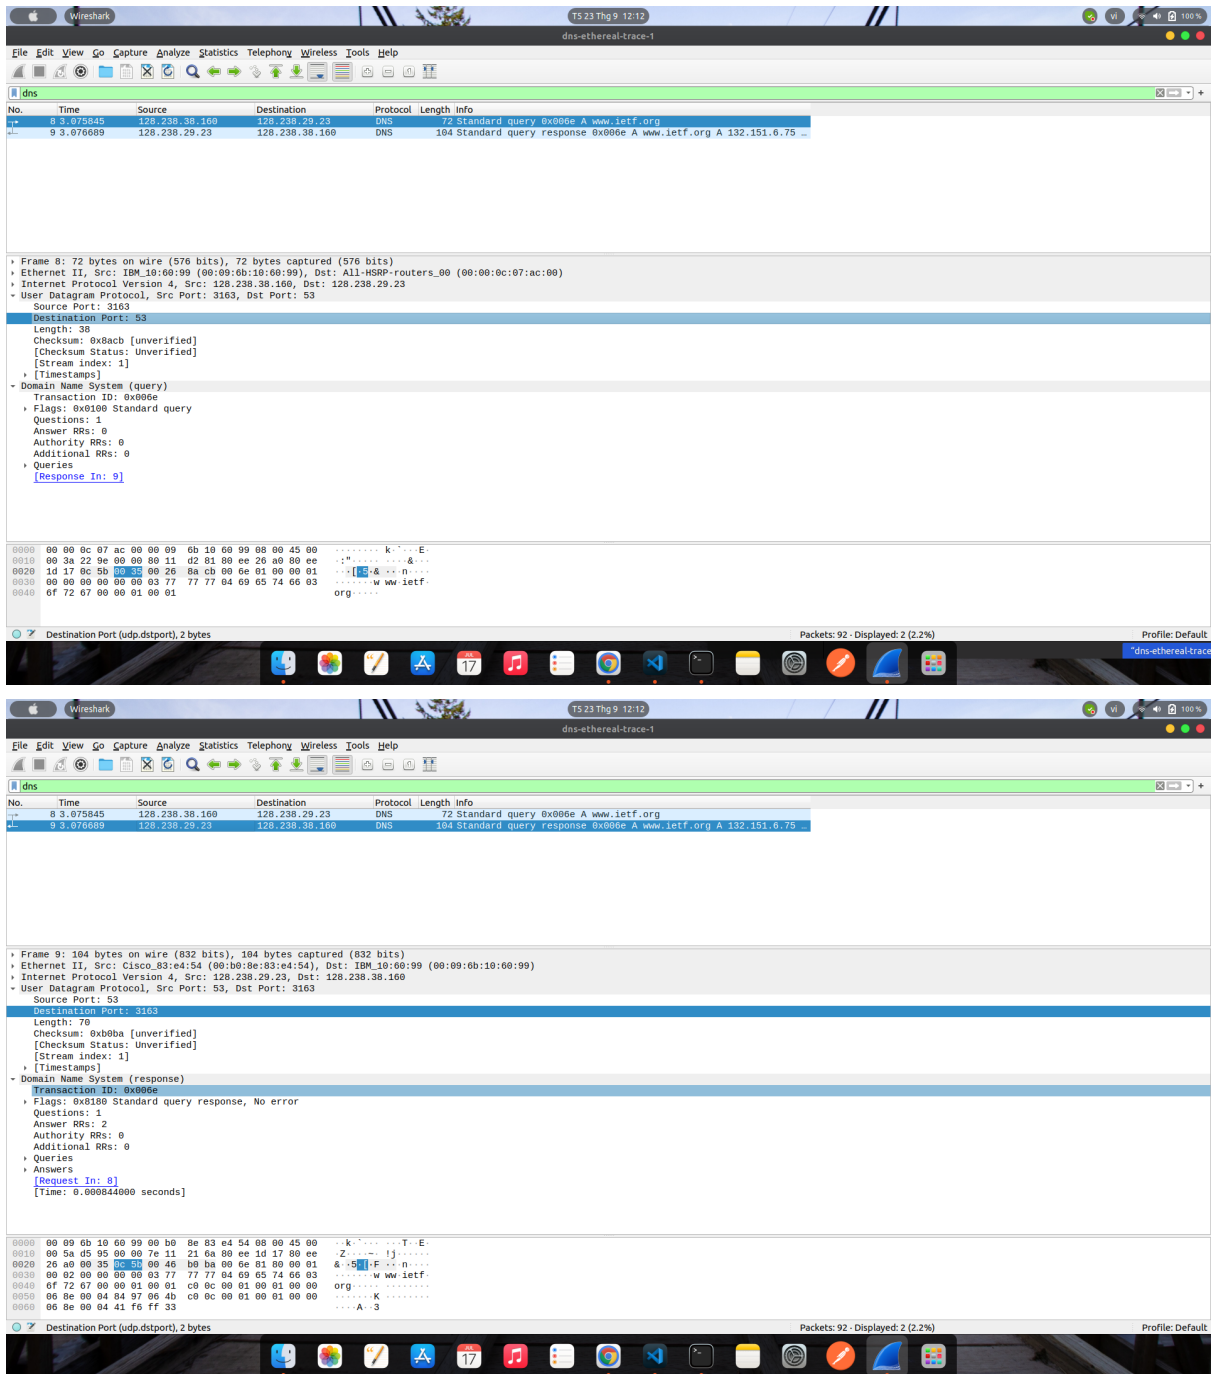 Wireshark
T5 23 Thg 9 12:12
vi
100 %
dns-ethereal-trace-1
File Edit View Go Capture Analyze Statistics Telephony Wireless Tools Help
dns
No. Time Source Destination Protocol Length Info
8 3.075845 128.238.38.160 128.238.29.23 DNS 72 Standard query 0x006e A www.ietf.org
9 3.076689 128.238.29.23 128.238.38.160 DNS 104 Standard query response 0x006e A www.ietf.org A 132.151.6.75 …
Frame 8: 72 bytes on wire (576 bits), 72 bytes captured (576 bits)
Ethernet II, Src: IBM_10:60:99 (00:09:6b:10:60:99), Dst: All-HSRP-routers_00 (00:00:0c:07:ac:00)
Internet Protocol Version 4, Src: 128.238.38.160, Dst: 128.238.29.23
User Datagram Protocol, Src Port: 3163, Dst Port: 53
Source Port: 3163
Destination Port: 53
Length: 38
Checksum: 0x8acb [unverified]
[Checksum Status: Unverified]
[Stream index: 1]
[Timestamps]
Domain Name System (query)
Transaction ID: 0x006e
Flags: 0x0100 Standard query
Questions: 1
Answer RRs: 0
Authority RRs: 0
Additional RRs: 0
Queries
[Response In: 9]
0000 00 00 0c 07 ac 00 00 09 6b 10 60 99 08 00 45 00 ········ k·`···E·
0010 00 3a 22 9e 00 00 80 11 d2 81 80 ee 26 a0 80 ee ·:"····· ····&···
0020 1d 17 0c 5b 00 35 00 26 8a cb 00 6e 01 00 00 01 ···[·5·& ···n····
0030 00 00 00 00 00 00 03 77 77 77 04 69 65 74 66 03 ·······w ww·ietf·
0040 6f 72 67 00 00 01 00 01 org·····
Destination Port (udp.dstport), 2 bytes
Packets: 92 · Displayed: 2 (2.2%)
Profile: Default
"dns-ethereal-trace
JUL
17
Wireshark
T5 23 Thg 9 12:12
vi
100 %
dns-ethereal-trace-1
File Edit View Go Capture Analyze Statistics Telephony Wireless Tools Help
dns
No. Time Source Destination Protocol Length Info
8 3.075845 128.238.38.160 128.238.29.23 DNS 72 Standard query 0x006e A www.ietf.org
9 3.076689 128.238.29.23 128.238.38.160 DNS 104 Standard query response 0x006e A www.ietf.org A 132.151.6.75 …
Frame 9: 104 bytes on wire (832 bits), 104 bytes captured (832 bits)
Ethernet II, Src: Cisco_83:e4:54 (00:b0:8e:83:e4:54), Dst: IBM_10:60:99 (00:09:6b:10:60:99)
Internet Protocol Version 4, Src: 128.238.29.23, Dst: 128.238.38.160
User Datagram Protocol, Src Port: 53, Dst Port: 3163
Source Port: 53
Destination Port: 3163
Length: 70
Checksum: 0xb0ba [unverified]
[Checksum Status: Unverified]
[Stream index: 1]
[Timestamps]
Domain Name System (response)
Transaction ID: 0x006e
Flags: 0x8180 Standard query response, No error
Questions: 1
Answer RRs: 2
Authority RRs: 0
Additional RRs: 0
Queries
Answers
[Request In: 8]
[Time: 0.000844000 seconds]
0000 00 09 6b 10 60 99 00 b0 8e 83 e4 54 08 00 45 00 ··k·`··· ···T··E·
0010 00 5a d5 95 00 00 7e 11 21 6a 80 ee 1d 17 80 ee ·Z····~· !j······
0020 26 a0 00 35 0c 5b 00 46 b0 ba 00 6e 81 80 00 01 &··5·[·F ···n····
0030 00 02 00 00 00 00 03 77 77 77 04 69 65 74 66 03 ·······w ww·ietf·
0040 6f 72 67 00 00 01 00 01 c0 0c 00 01 00 01 00 00 org····· ········
0050 06 8e 00 04 84 97 06 4b c0 0c 00 01 00 01 00 00 ·······K ········
0060 06 8e 00 04 41 f6 ff 33 ····A··3
Destination Port (udp.dstport), 2 bytes
Packets: 92 · Displayed: 2 (2.2%)
Profile: Default
JUL
17